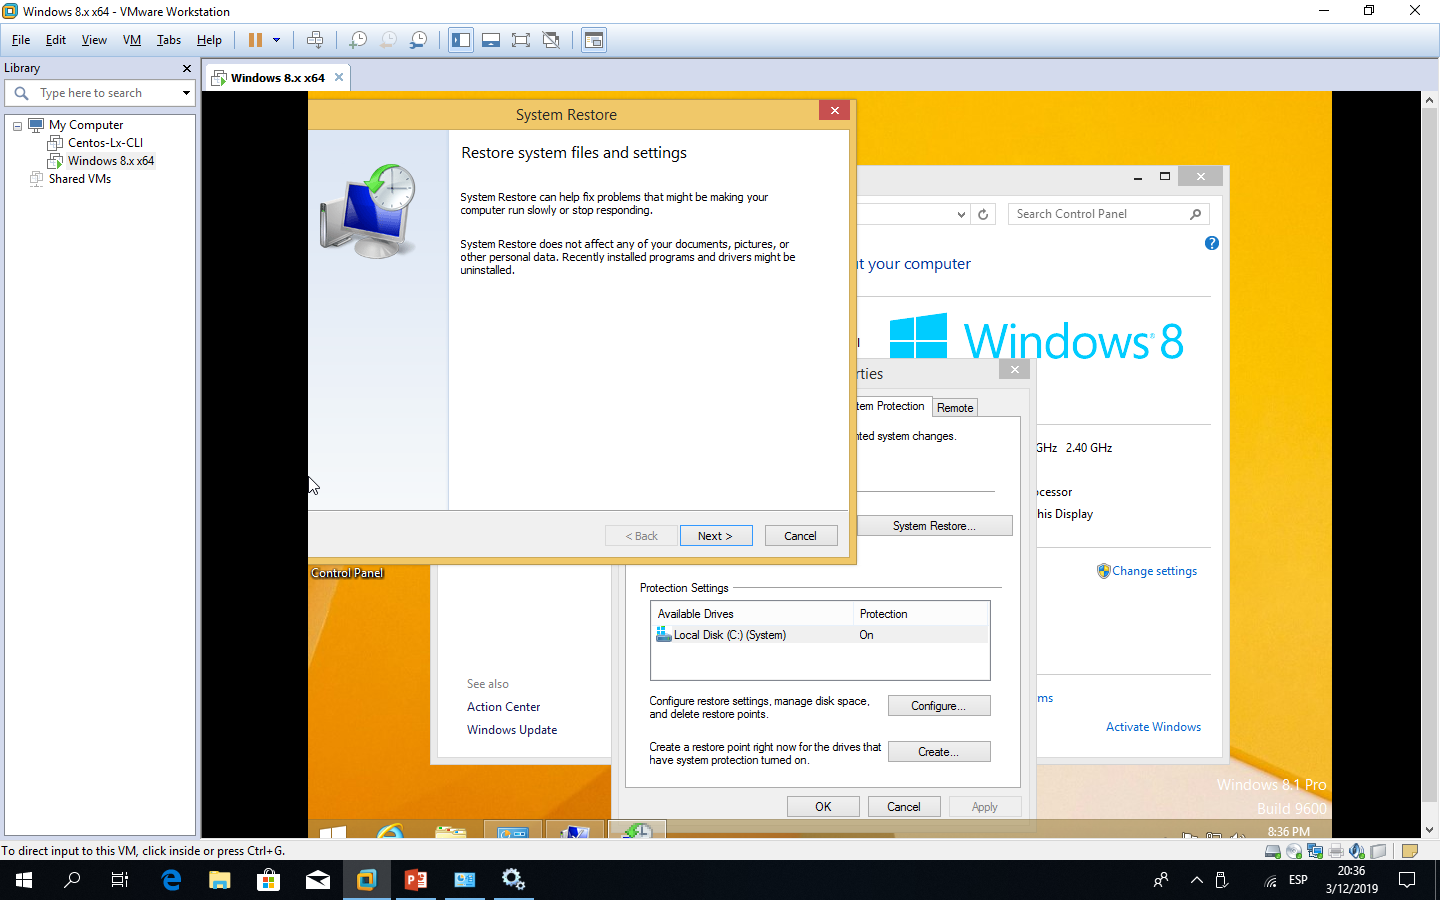 Windows 8.x x64 - VMware Workstation
File Edit View VM Tabs Help
Library
Type here to search
My Computer
Centos-Lx-CLI
Windows 8.x x64
Shared VMs
Windows 8.x x64
System Restore
Restore system files and settings
System Restore can help fix problems that might be making your
computer run slowly or stop responding.
System Restore does not affect any of your documents, pictures, or
other personal data. Recently installed programs and drivers might be
uninstalled.
< Back Next > Cancel
Control Panel
Search Control Panel
ut your computer
Windows 8
rties
tem Protection Remote
nted system changes.
GHz 2.40 GHz
ocessor
his Display
System Restore...
Change settings
Protection Settings
Available Drives Protection
Local Disk (C:) (System) On
Configure restore settings, manage disk space,
and delete restore points.
Configure...
Create a restore point right now for the drives that
have system protection turned on.
Create...
OK Cancel Apply
See also
Action Center
Windows Update
ms
Activate Windows
Windows 8.1 Pro
Build 9600
8:36 PM
To direct input to this VM, click inside or press Ctrl+G.
ESP
20:36
3/12/2019